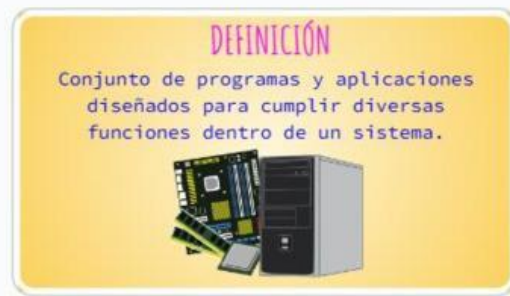 DEFINICIÓN
Conjunto de programas y aplicaciones
diseñados para cumplir diversas
funciones dentro de un sistema.